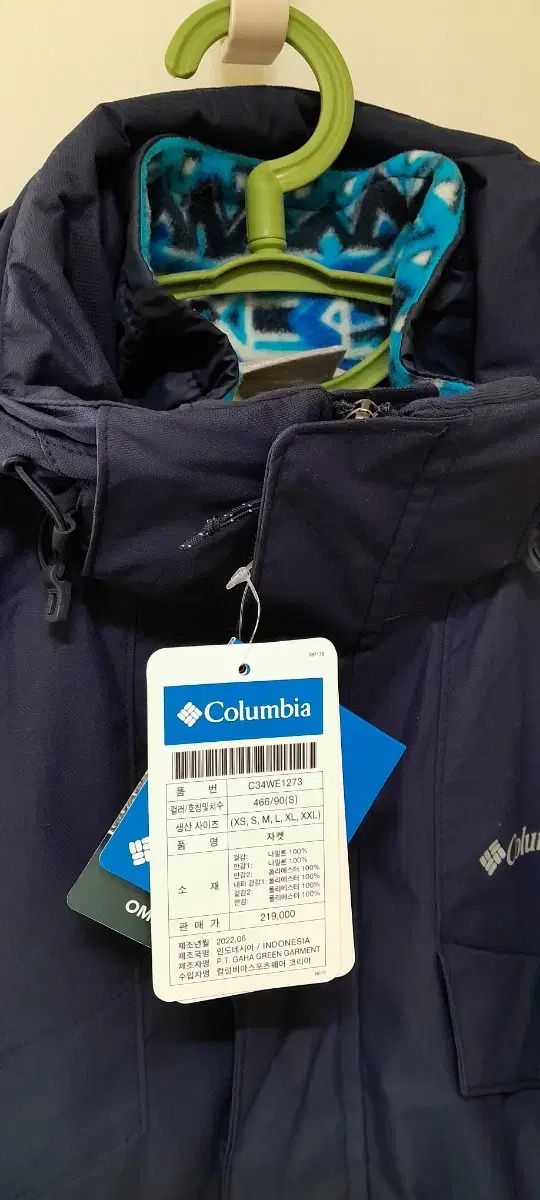 Columbia
품 번 C34WE1273
컬러/호칭및치수 466/90(S)
생산 사이즈 (XS, S, M, L, XL, XXL)
품 명 자켓
소 재
겉감: 나일론 100%
안감1: 나일론 100%
안감2: 폴리에스터 100%
내피 겉감1: 폴리에스터 100%
겉감2: 폴리에스터 100%
안감: 폴리에스터 100%
판 매 가 219,000
제조년월 2022.06
제조국명 인도네시아 / INDONESIA
제조자명 P.T. GAHA GREEN GARMENT
수입자명 컬럼비아스포츠웨어 코리아
OM
Colu